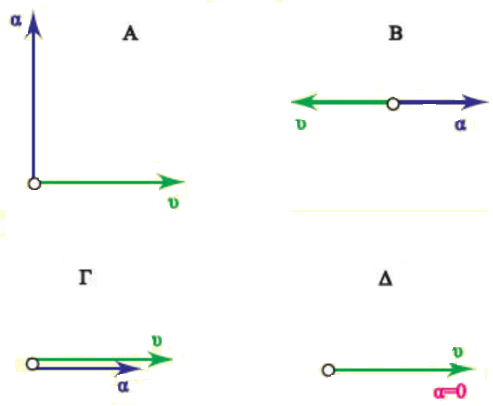 α Α Β
υ α
υ
Γ Δ
υ υ
α α=0